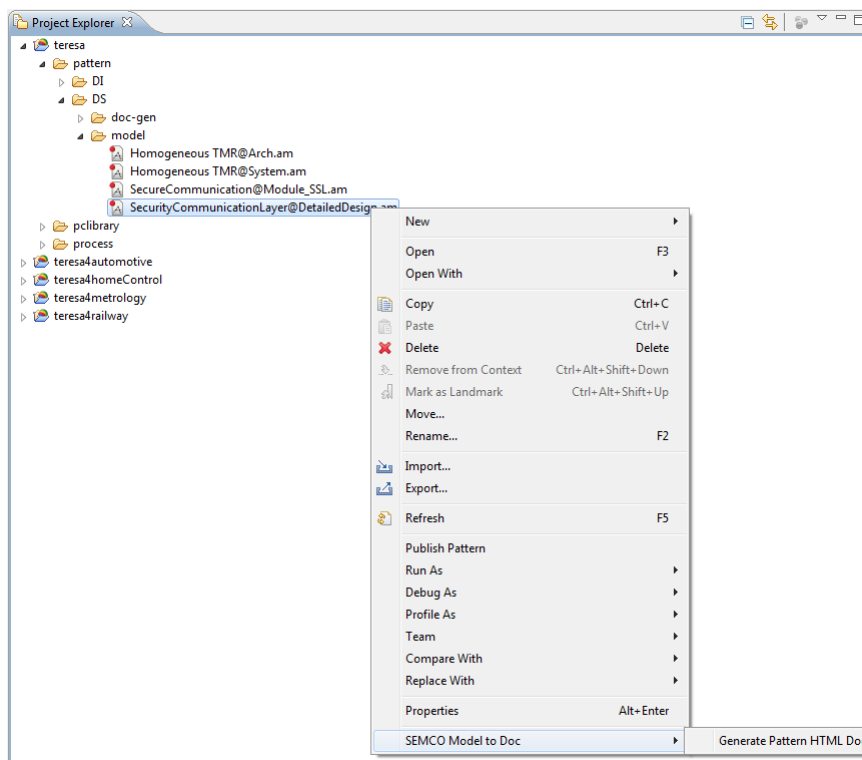 Project Explorer
teresa
pattern
DI
DS
doc-gen
model
Homogeneous TMR@Arch.am
Homogeneous TMR@System.am
SecureCommunication@Module_SSL.am
SecurityCommunicationLayer@DetailedDesign.am
pclibrary
process
teresa4automotive
teresa4homeControl
teresa4metrology
teresa4railway
New
Open F3
Open With
Copy Ctrl+C
Paste Ctrl+V
Delete Delete
Remove from Context Ctrl+Alt+Shift+Down
Mark as Landmark Ctrl+Alt+Shift+Up
Move...
Rename... F2
Import...
Export...
Refresh F5
Publish Pattern
Run As
Debug As
Profile As
Team
Compare With
Replace With
Properties Alt+Enter
SEMCO Model to Doc
Generate Pattern HTML Do